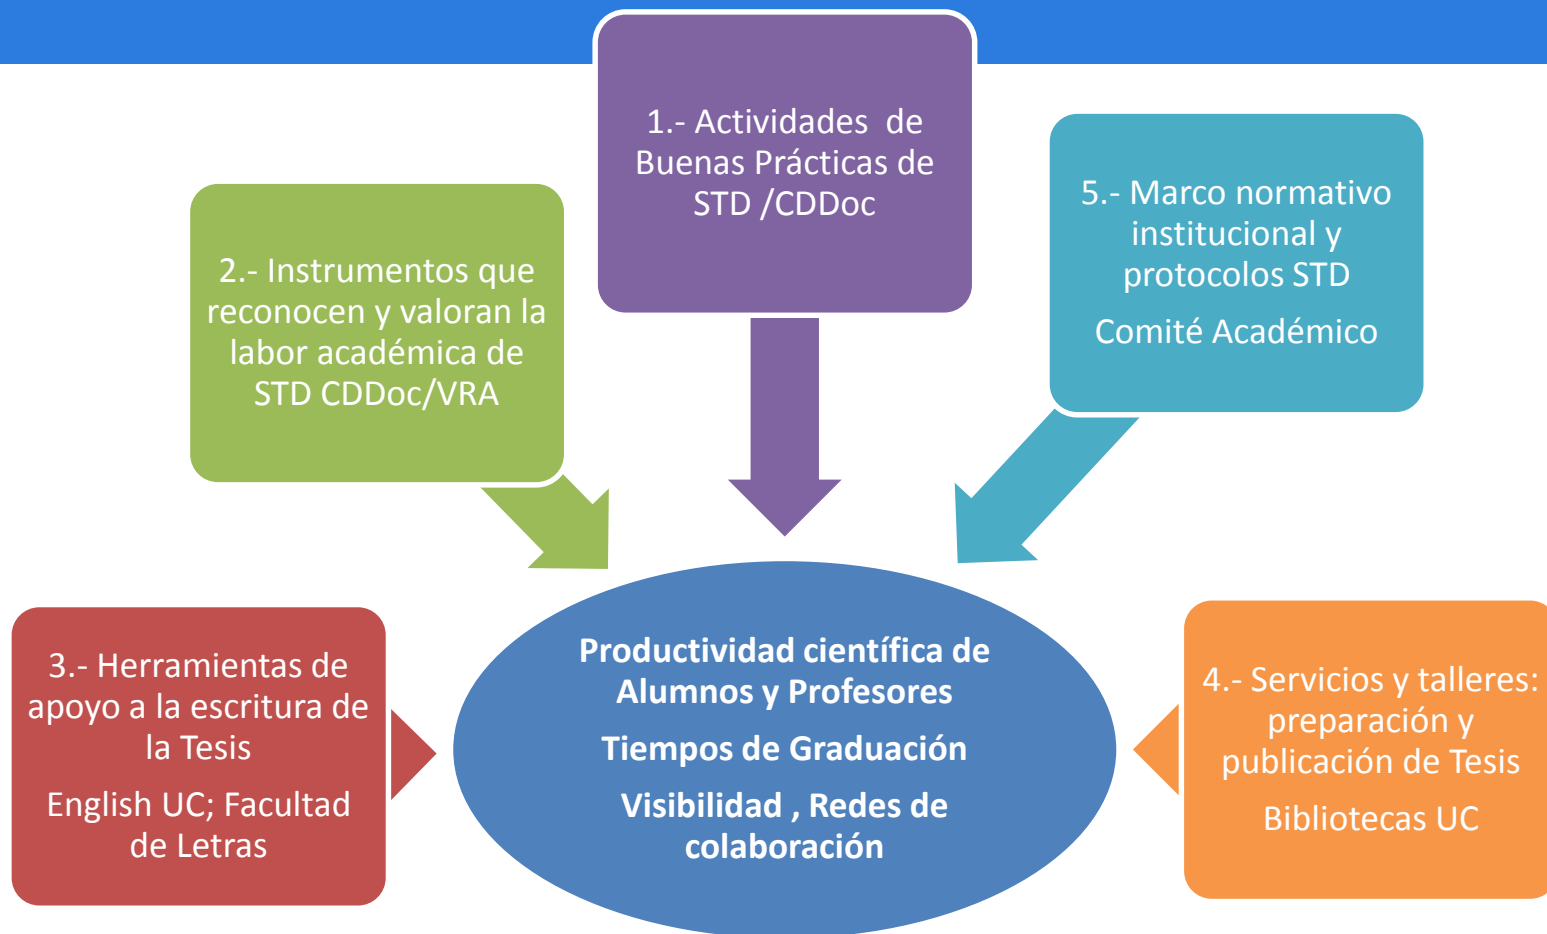 1.- Actividades de
Buenas Prácticas de
STD /CDDoc
2.- Instrumentos que
reconocen y valoran la
labor académica de
STD CDDoc/VRA
5.- Marco normativo
institucional y
protocolos STD
Comité Académico
3.- Herramientas de
apoyo a la escritura de
la Tesis
English UC; Facultad
de Letras
Productividad científica de
Alumnos y Profesores
Tiempos de Graduación
Visibilidad , Redes de
colaboración
4.- Servicios y talleres:
preparación y
publicación de Tesis
Bibliotecas UC